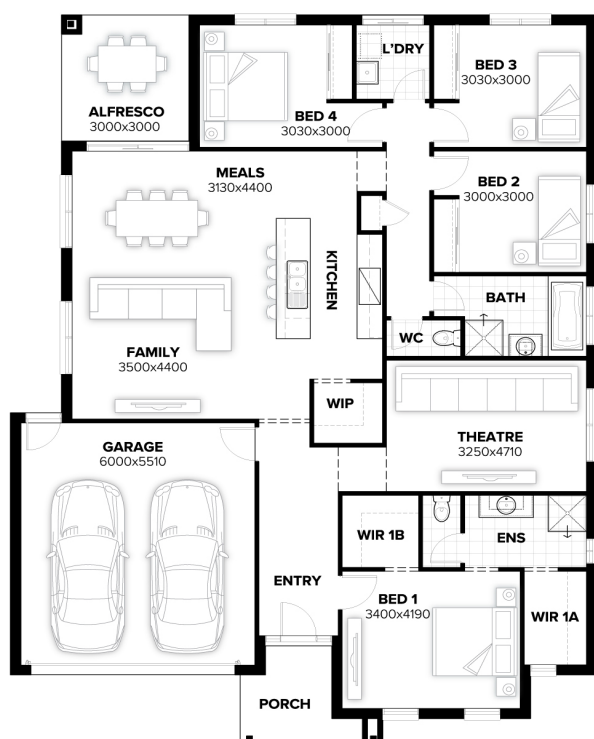 L'DRY
BED 3
3030x3000
ALFRESCO
3000x3000
BED 4
3030x3000
MEALS
3130x4400
BED 2
3000x3000
KITCHEN
BATH
WC
FAMILY
3500x4400
WIP
THEATRE
3250x4710
GARAGE
6000x5510
WIR 1B
ENS
ENTRY
BED 1
3400x4190
WIR 1A
PORCH